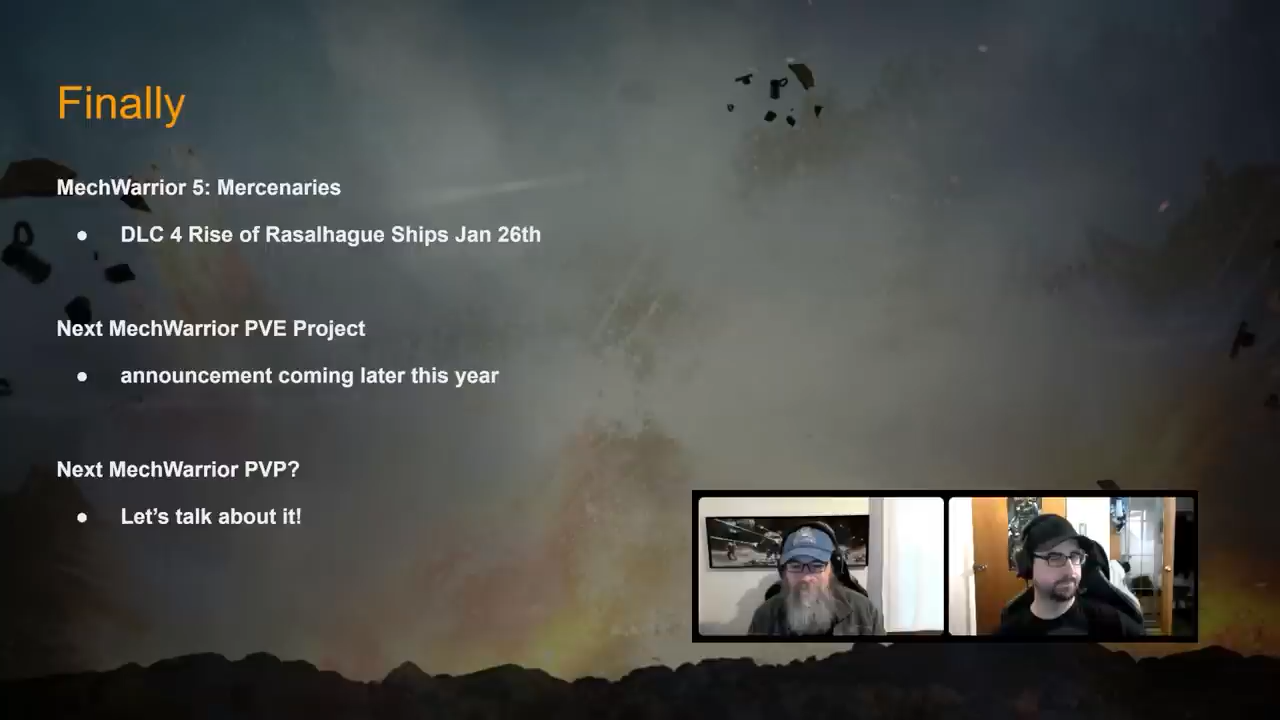 Finally
MechWarrior 5: Mercenaries
● DLC 4 Rise of Rasalhague Ships Jan 26th
Next MechWarrior PVE Project
● announcement coming later this year
Next MechWarrior PVP?
● Let’s talk about it!